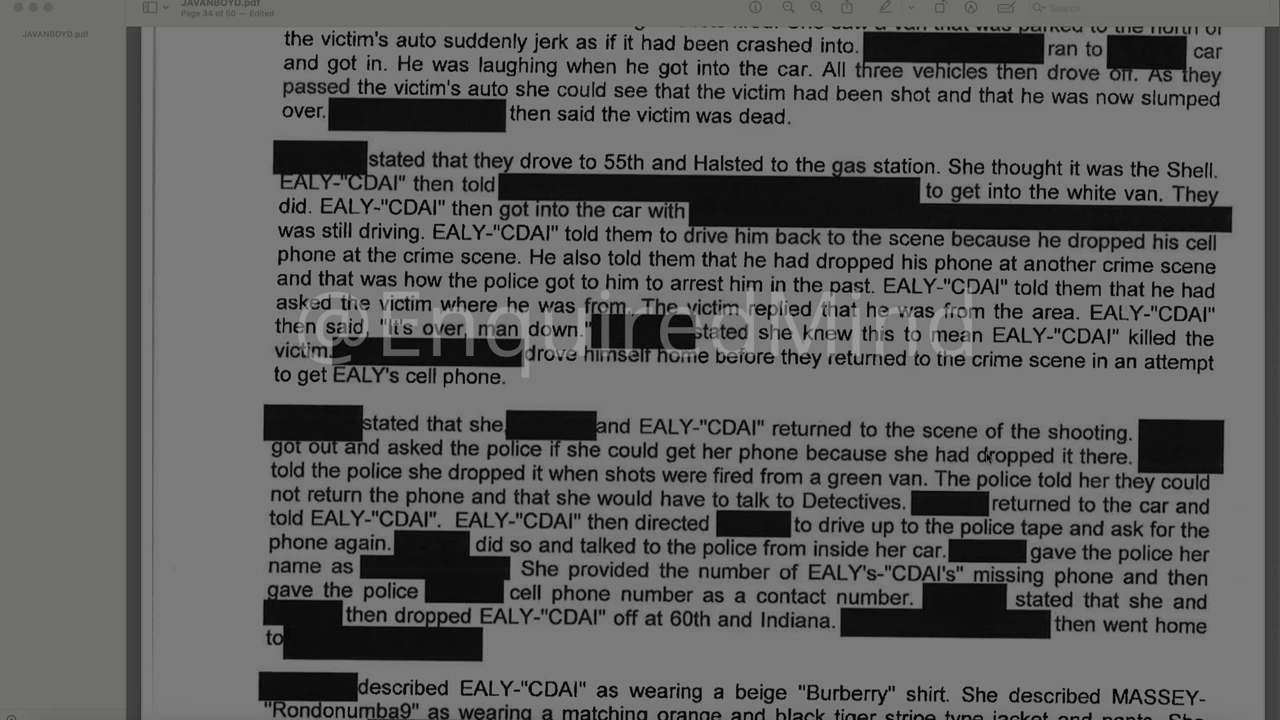 JAVANBOYD.pdf
Page 34 of 50 — Edited
Search
JAVANBOYD.pdf
the victim's auto suddenly jerk as if it had been crashed into. ran to car
and got in. He was laughing when he got into the car. All three vehicles then drove off. As they
passed the victim's auto she could see that the victim had been shot and that he was now slumped
over. then said the victim was dead.
stated that they drove to 55th and Halsted to the gas station. She thought it was the Shell.
EALY-"CDAI" then told to get into the white van. They
did. EALY-"CDAI" then got into the car with
was still driving. EALY-"CDAI" told them to drive him back to the scene because he dropped his cell
phone at the crime scene. He also told them that he had dropped his phone at another crime scene
and that was how the police got to him to arrest him in the past. EALY-"CDAI" told them that he had
asked the victim where he was from. The victim replied that he was from the area. EALY-"CDAI"
then said, "It's over, man down." stated she knew this to mean EALY-"CDAI" killed the
victim. drove himself home before they returned to the crime scene in an attempt
to get EALY's cell phone.
@EnquiredMind
stated that she, and EALY-"CDAI" returned to the scene of the shooting.
got out and asked the police if she could get her phone because she had dropped it there.
told the police she dropped it when shots were fired from a green van. The police told her they could
not return the phone and that she would have to talk to Detectives. returned to the car and
told EALY-"CDAI". EALY-"CDAI" then directed to drive up to the police tape and ask for the
phone again. did so and talked to the police from inside her car. gave the police her
name as She provided the number of EALY's-"CDAI's" missing phone and then
gave the police cell phone number as a contact number. stated that she and
then dropped EALY-"CDAI" off at 60th and Indiana. then went home
to
described EALY-"CDAI" as wearing a beige "Burberry" shirt. She described MASSEY-
"Rondonumba9" as wearing a matching orange and black tiger stripe type jacket and pants. She